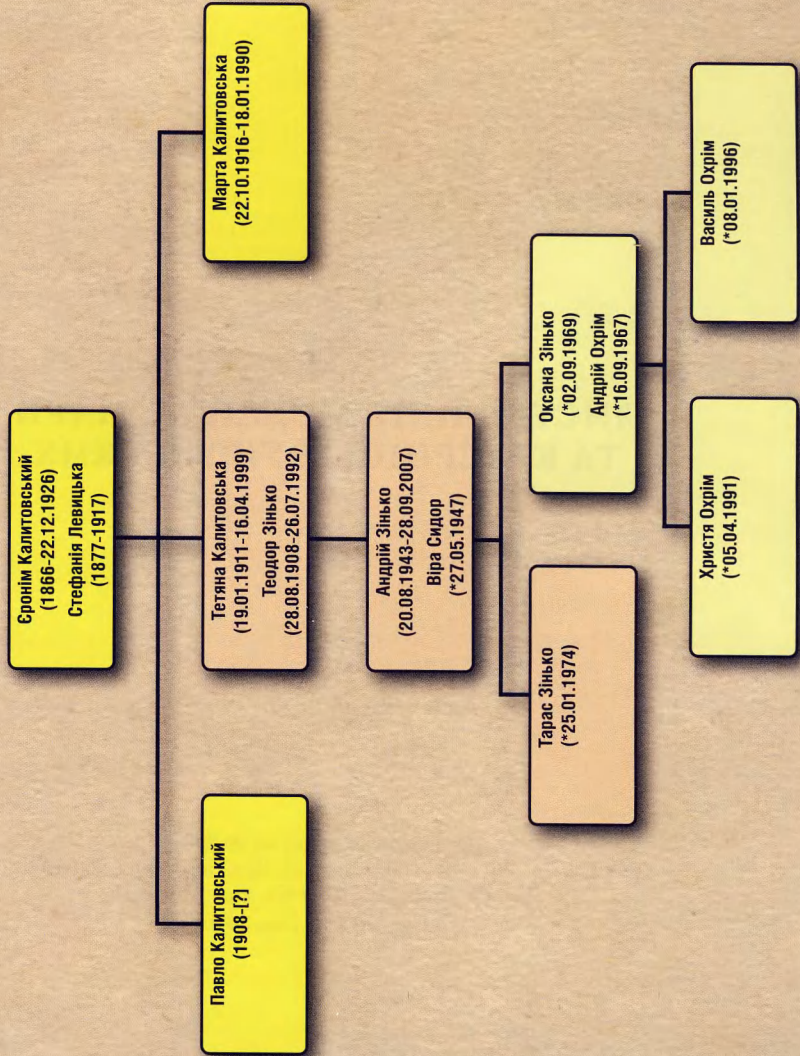 Єронім Калитовський
(1866-22.12.1926)
Стефанія Левицька
(1877-1917)
Павло Калитовський
(1908-[?]
Тетяна Калитовська
(19.01.1911-16.04.1999)
Теодор Зінько
(28.08.1908-26.07.1992)
Марта Калитовська
(22.10.1916-18.01.1990)
Андрій Зінько
(20.08.1943-28.09.2007)
Віра Сидор
(*27.05.1947)
Тарас Зінько
(*25.01.1974)
Оксана Зінько
(*02.09.1969)
Андрій Охрім
(*16.09.1967)
Христя Охрім
(*05.04.1991)
Василь Охрім
(*08.01.1996)